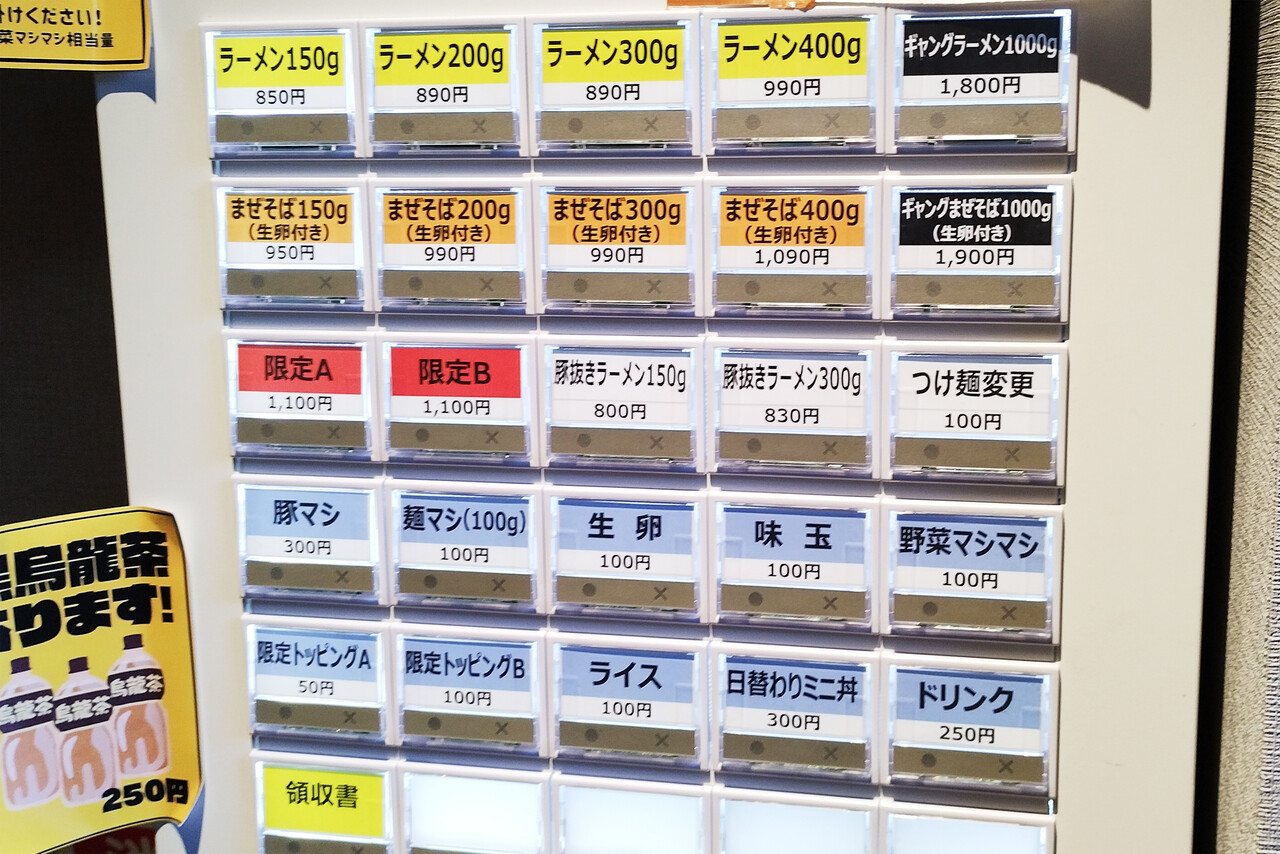 けください!
菜マシマシ相当量
ラーメン150g
850円
ラーメン200g
890円
ラーメン300g
890円
ラーメン400g
990円
ギャングラーメン1000g
1,800円
まぜそば150g
(生卵付き)
950円
まぜそば200g
(生卵付き)
990円
まぜそば300g
(生卵付き)
990円
まぜそば400g
(生卵付き)
1,090円
ギャングまぜそば1000g
(生卵付き)
1,900円
限定A
1,100円
限定B
1,100円
豚抜きラーメン150g
800円
豚抜きラーメン300g
830円
つけ麺変更
100円
豚マシ
300円
麺マシ(100g)
100円
生 卵
100円
味 玉
100円
野菜マシマシ
100円
限定トッピングA
50円
限定トッピングB
100円
ライス
100円
日替わりミニ丼
300円
ドリンク
250円
領収書
黒烏龍茶
おります!
烏龍茶
烏龍茶
烏龍茶
250円